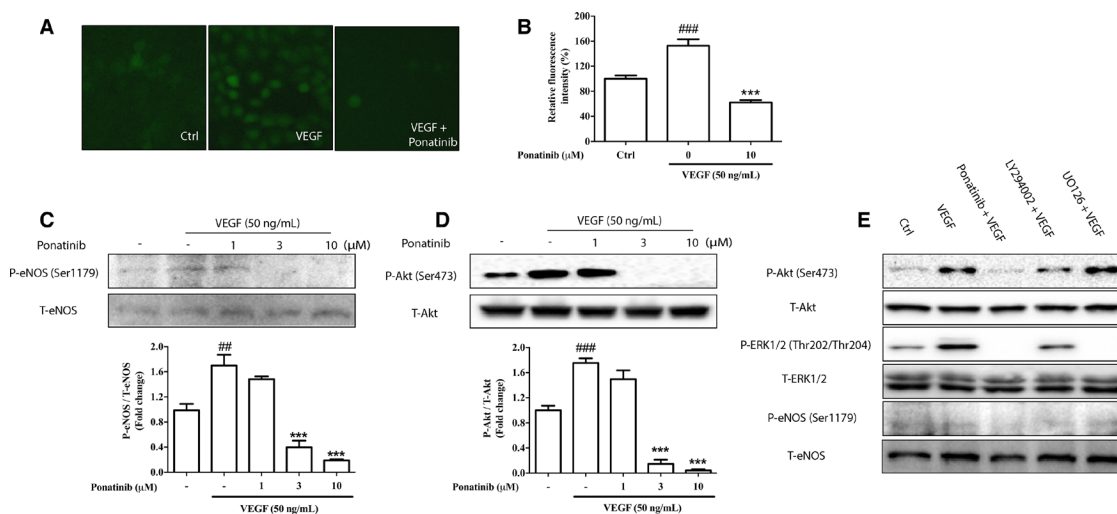 A
Ctrl
VEGF
VEGF +
Ponatinib
B
Retative fluorescence
intensity (%)
200
160
120
80
40
0
###
***
Ponatinib (μM)
Ctrl
0
10
VEGF (50 ng/mL)
C
VEGF (50 ng/mL)
Ponatinib
-
-
1
3
10
(μM)
P-eNOS (Ser1179)
T-eNOS
P-eNOS / T-eNOS
(Fold change)
2.0
1.6
1.2
0.8
0.4
0.0
##
***
***
Ponatinib (μM)
-
-
1
3
10
VEGF (50 ng/mL)
D
VEGF (50 ng/mL)
Ponatinib
-
-
1
3
10
(μM)
P-Akt (Ser473)
T-Akt
P-Akt / T-Akt
(Fold change)
2.0
1.6
1.2
0.8
0.4
0.0
###
***
***
Ponatinib (μM)
-
-
1
3
10
VEGF (50 ng/mL)
E
Ctrl
VEGF
Ponatinib + VEGF
LY294002 + VEGF
UO126 + VEGF
P-Akt (Ser473)
T-Akt
P-ERK1/2 (Thr202/Thr204)
T-ERK1/2
P-eNOS (Ser1179)
T-eNOS